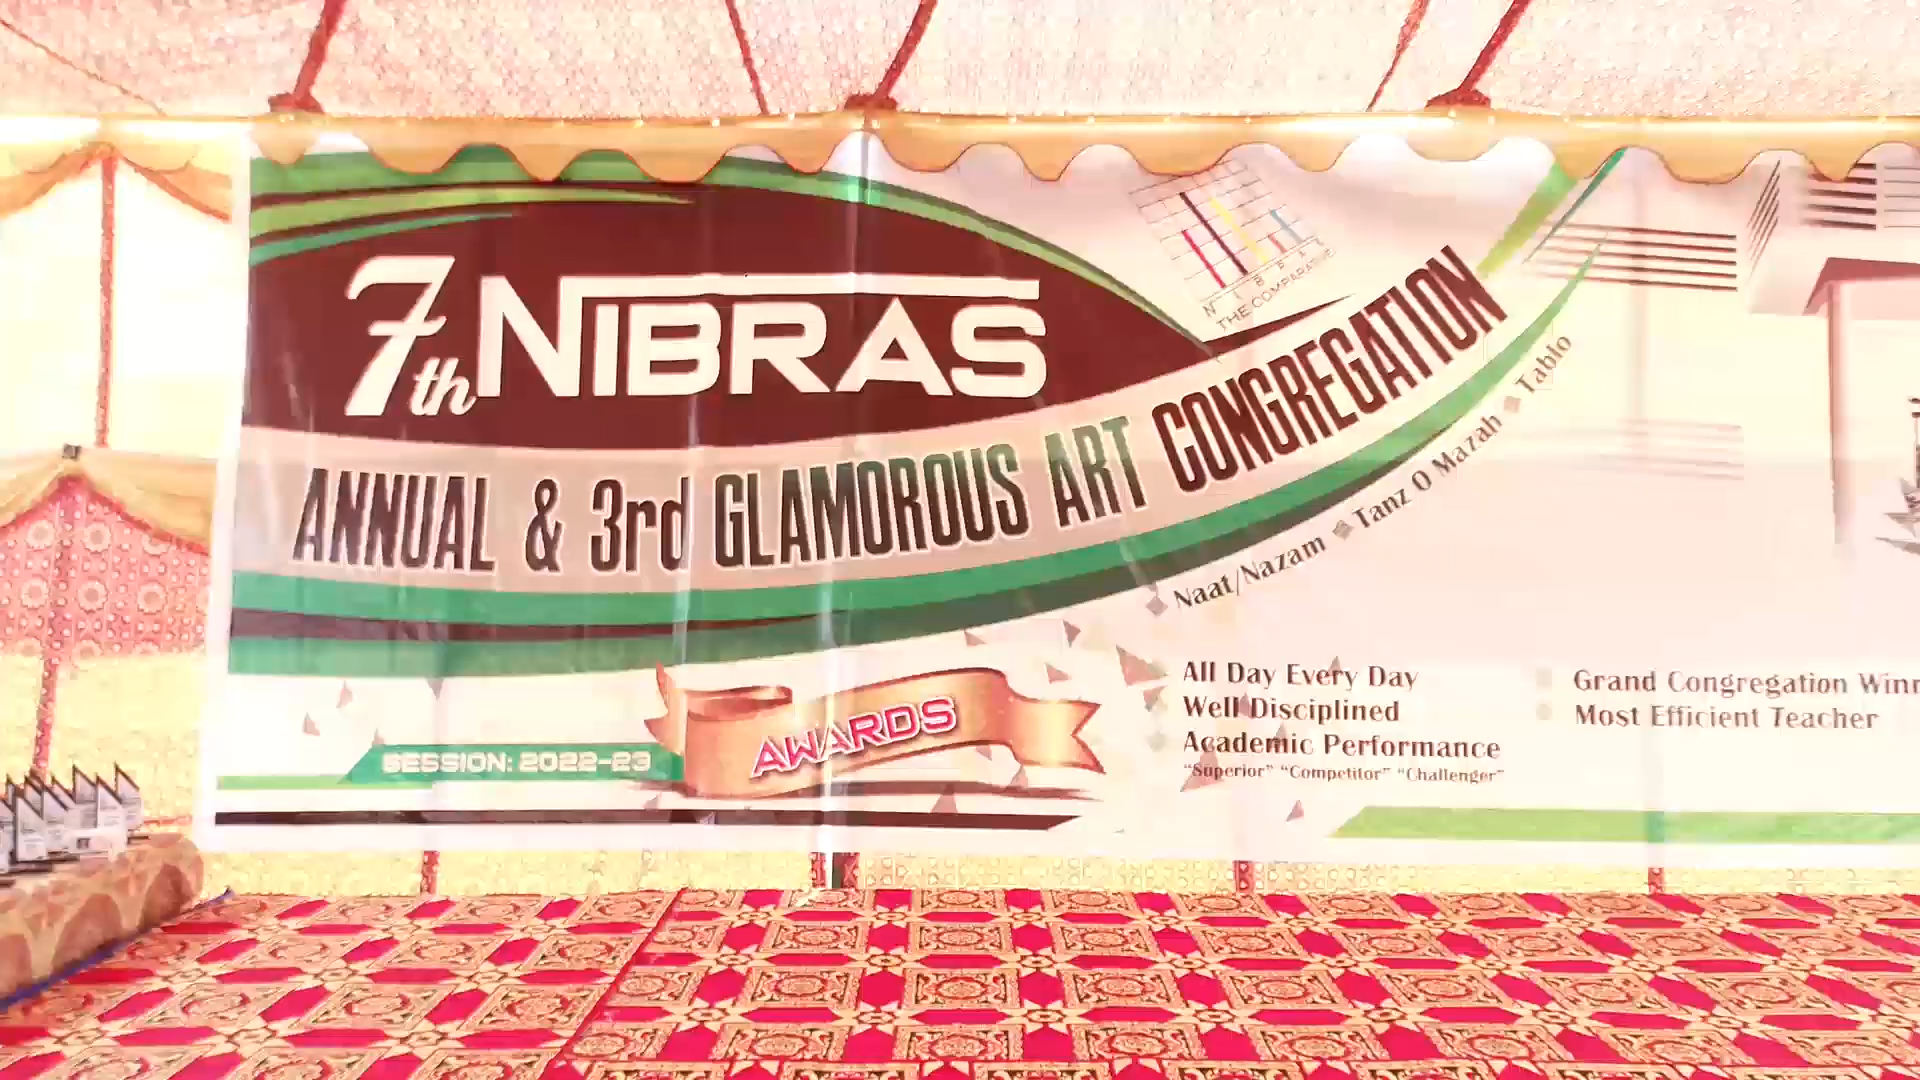 7th NIBRAS
N I B R A S
THE COMPARATIVE
ANNUAL & 3rd GLAMOROUS ART CONGREGATION
Naat/Nazam Tanz O Mazah Tablo
SESSION: 2022-23
AWARDS
All Day Every Day
Well Disciplined
Academic Performance
"Superior" "Competitor" "Challenger"
Grand Congregation Winn
Most Efficient Teacher